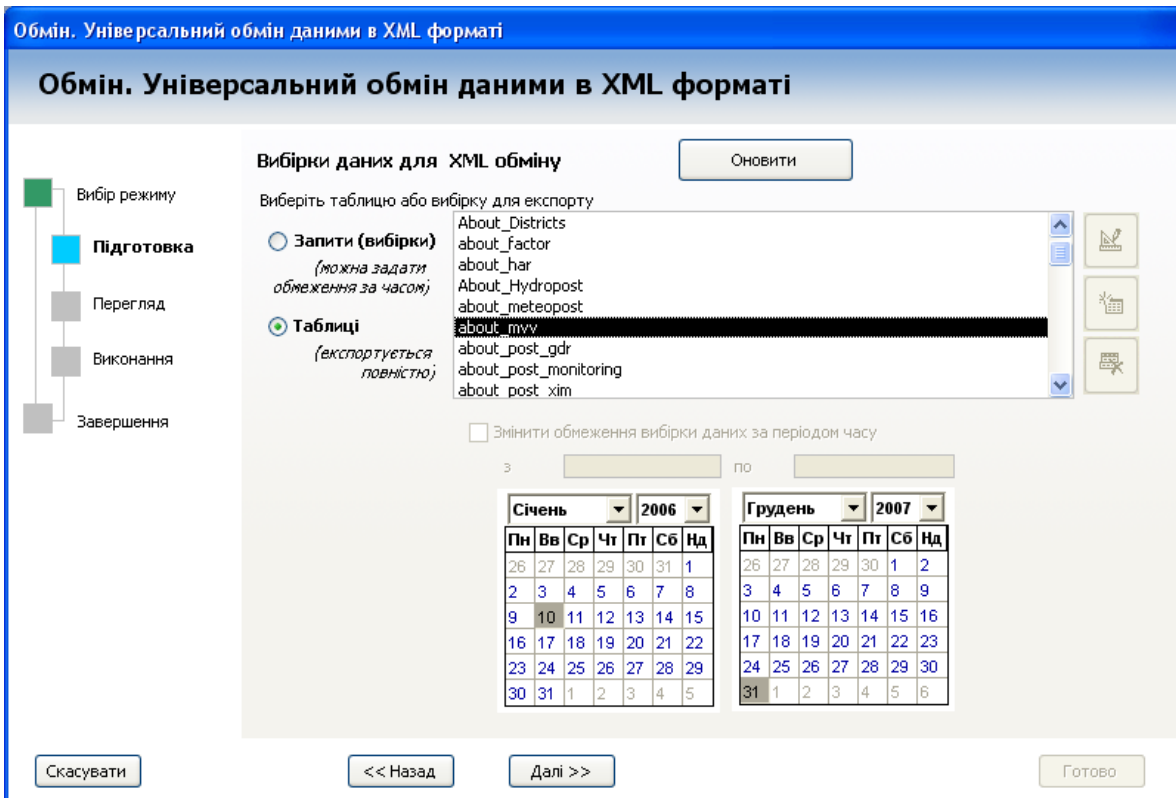 Обмін. Універсальний обмін даними в XML форматі
Обмін. Універсальний обмін даними в XML форматі
Вибір режиму
Підготовка
Перегляд
Виконання
Завершення
Вибірки даних для XML обміну
Оновити
Виберіть таблицю або вибірку для експорту
Запити (вибірки)
(можна задати
обмеження за часом)
Таблиці
(експортується
повністю)
About_Districts
about_factor
about_har
About_Hydropost
about_meteopost
about_mvv
about_post_gdr
about_post_monitoring
about_post_xim
Змінити обмеження вибірки даних за періодом часу
з по
Січень 2006
Пн Вв Ср Чт Пт Сб Нд
26 27 28 29 30 31 1
2 3 4 5 6 7 8
9 10 11 12 13 14 15
16 17 18 19 20 21 22
23 24 25 26 27 28 29
30 31 1 2 3 4 5
Грудень 2007
Пн Вв Ср Чт Пт Сб Нд
26 27 28 29 30 1 2
3 4 5 6 7 8 9
10 11 12 13 14 15 16
17 18 19 20 21 22 23
24 25 26 27 28 29 30
31 1 2 3 4 5 6
Скасувати << Назад Далі >> Готово